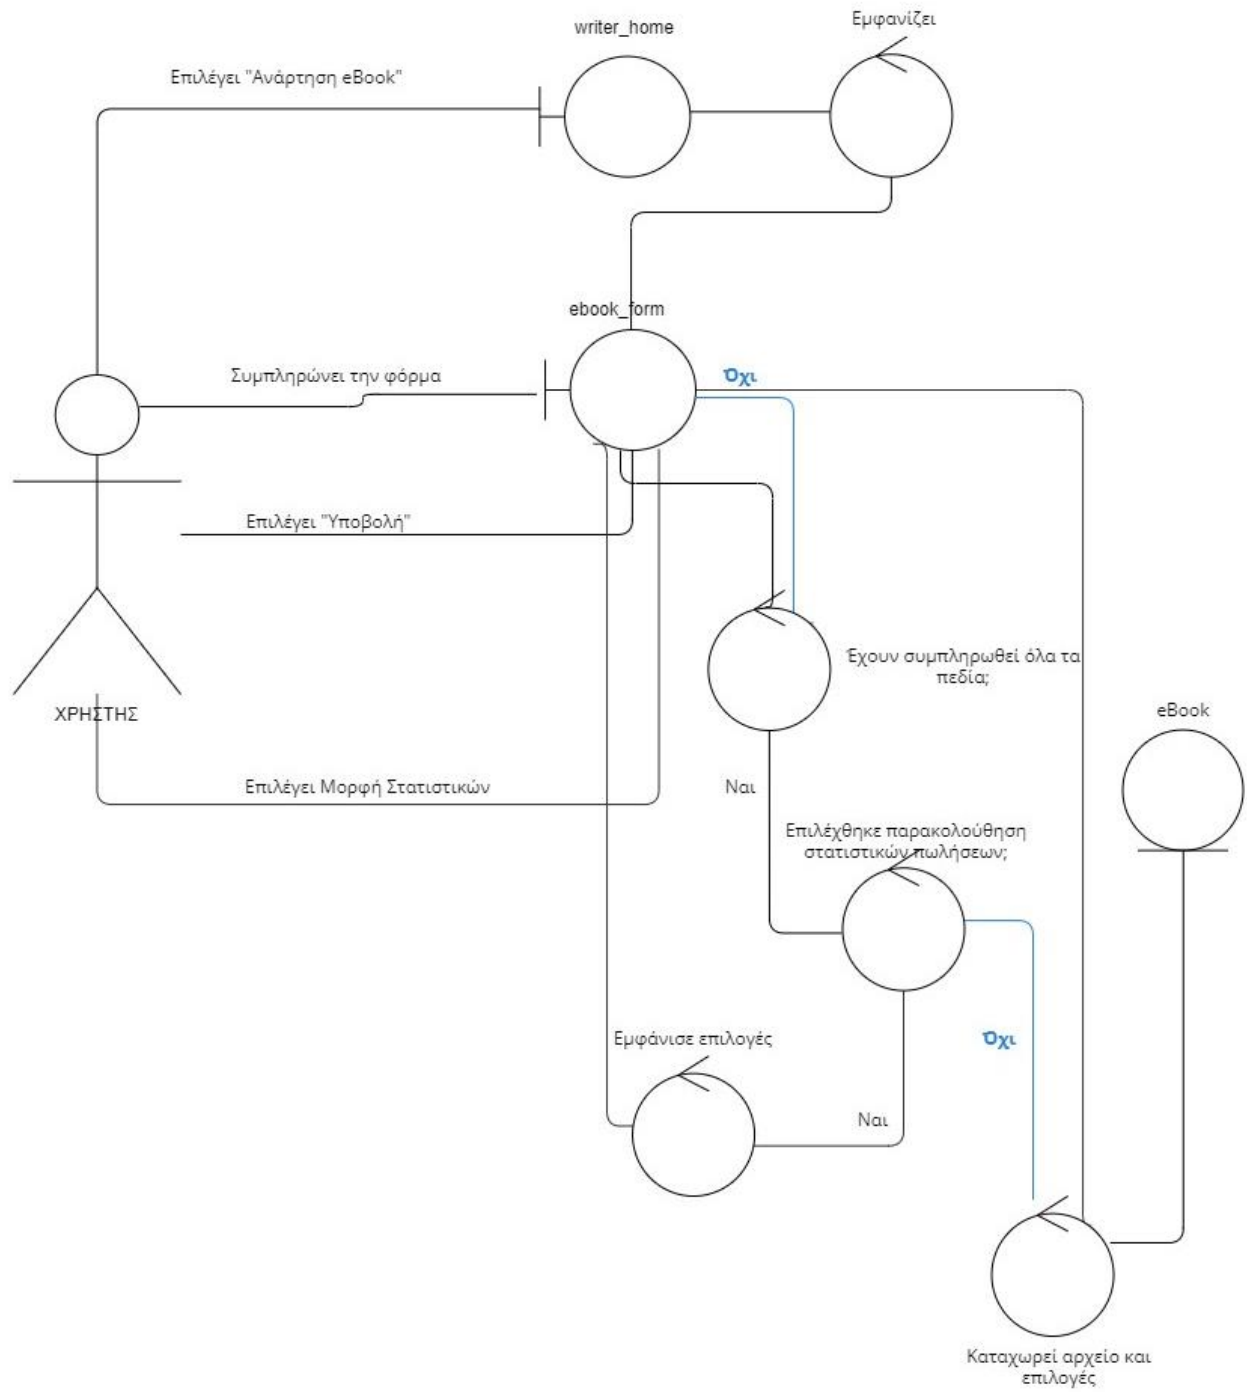 writer_home
Εμφανίζει
Επιλέγει "Ανάρτηση eBook"
ebook_form
Συμπληρώνει την φόρμα
Όχι
Επιλέγει "Υποβολή"
Έχουν συμπληρωθεί όλα τα
πεδία;
ΧΡΗΣΤΗΣ
eBook
Επιλέγει Μορφή Στατιστικών
Ναι
Επιλέχθηκε παρακολούθηση
στατιστικών πωλήσεων;
Εμφάνισε επιλογές
Όχι
Ναι
Καταχωρεί αρχείο και
επιλογές